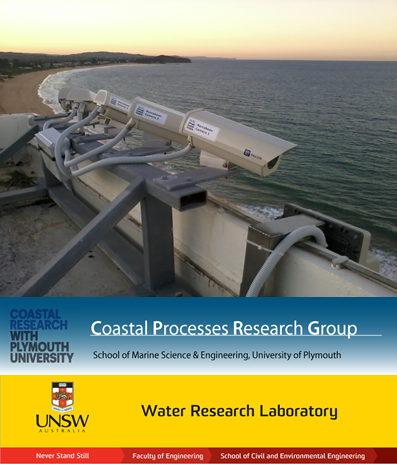 COASTAL
RESEARCH
WITH
PLYMOUTH
UNIVERSITY
Coastal Processes Research Group
School of Marine Science & Engineering, University of Plymouth
UNSW
AUSTRALIA
Water Research Laboratory
Never Stand Still
Faculty of Engineering
School of Civil and Environmental Engineering